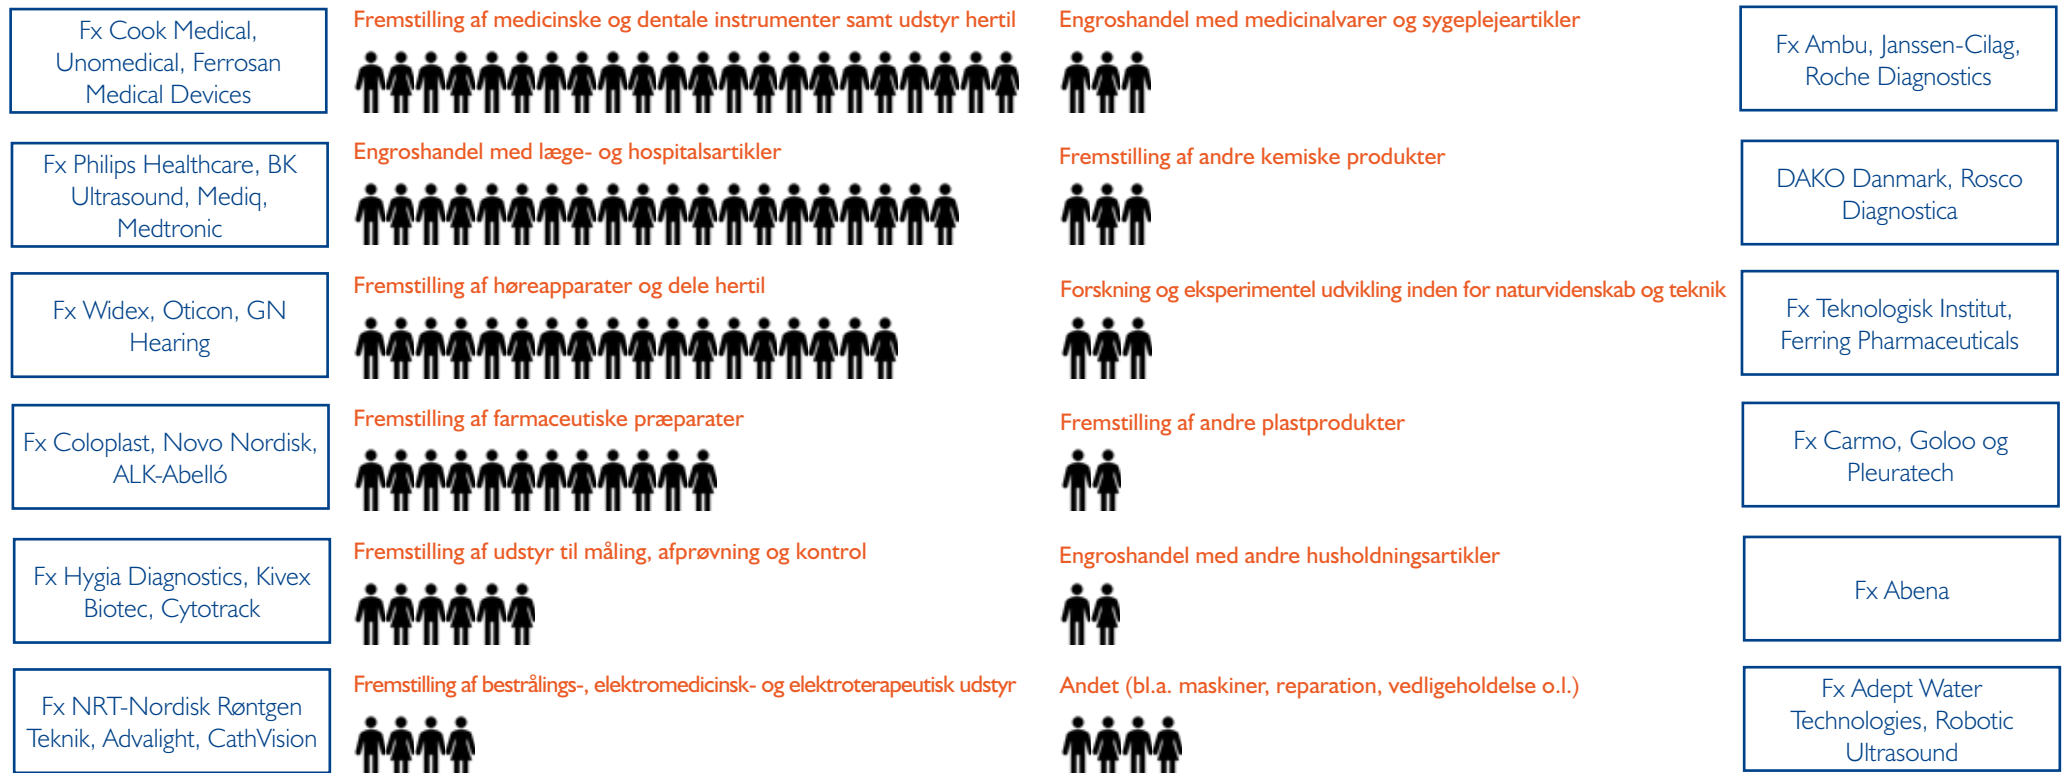 Fx Cook Medical,
Unomedical, Ferrosan
Medical Devices
Fremstilling af medicinske og dentale instrumenter samt udstyr hertil
Engroshandel med medicinalvarer og sygeplejeartikler
Fx Ambu, Janssen-Cilag,
Roche Diagnostics
Fx Philips Healthcare, BK
Ultrasound, Mediq,
Medtronic
Engroshandel med læge- og hospitalsartikler
Fremstilling af andre kemiske produkter
DAKO Danmark, Rosco
Diagnostica
Fx Widex, Oticon, GN
Hearing
Fremstilling af høreapparater og dele hertil
Forskning og eksperimentel udvikling inden for naturvidenskab og teknik
Fx Teknologisk Institut,
Ferring Pharmaceuticals
Fx Coloplast, Novo Nordisk,
ALK-Abelló
Fremstilling af farmaceutiske præparater
Fremstilling af andre plastprodukter
Fx Carmo, Goloo og
Pleuratech
Fx Hygia Diagnostics, Kivex
Biotec, Cytotrack
Fremstilling af udstyr til måling, afprøvning og kontrol
Engroshandel med andre husholdningsartikler
Fx Abena
Fx NRT-Nordisk Røntgen
Teknik, Advalight, CathVision
Fremstilling af bestrålings-, elektromedicinsk- og elektroterapeutisk udstyr
Andet (bl.a. maskiner, reparation, vedligeholdelse o.l.)
Fx Adept Water
Technologies, Robotic
Ultrasound